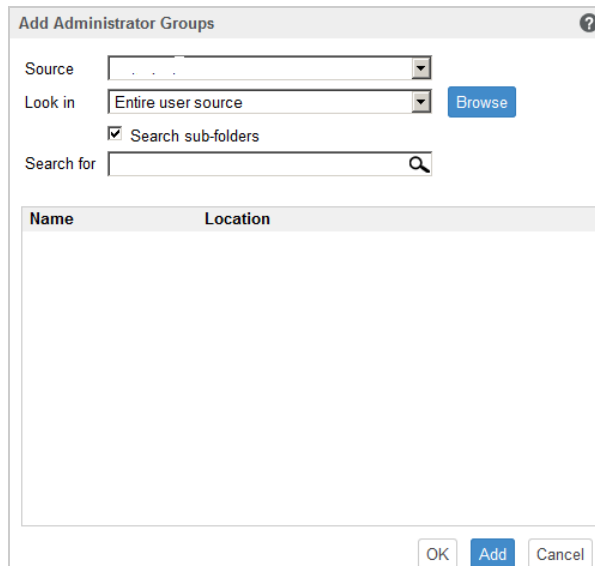 Add Administrator Groups ?
Source . . .
Look in Entire user source Browse
Search sub-folders
Search for
Name Location
OK Add Cancel